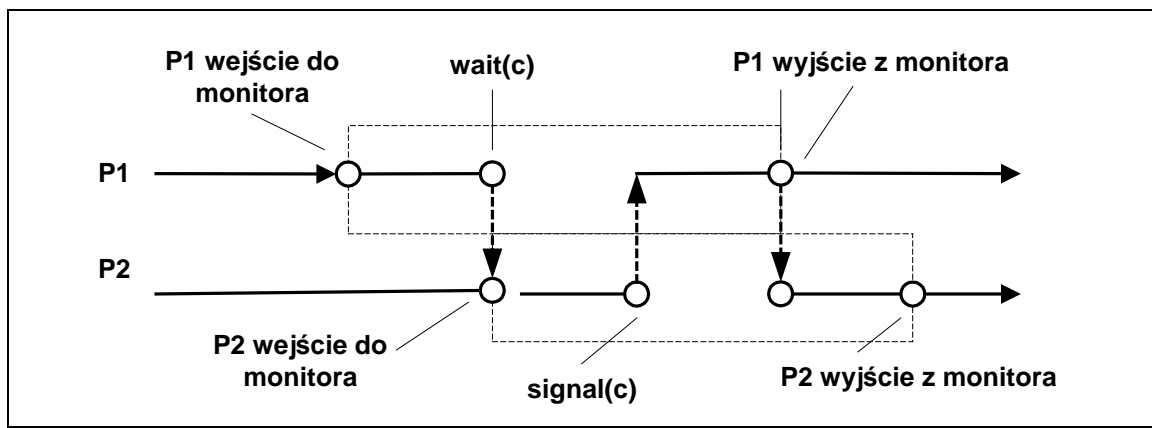 P1 wejście do
monitora
wait(c)
P1 wyjście z monitora
P1
P2
P2 wejście do
monitora
signal(c)
P2 wyjście z monitora